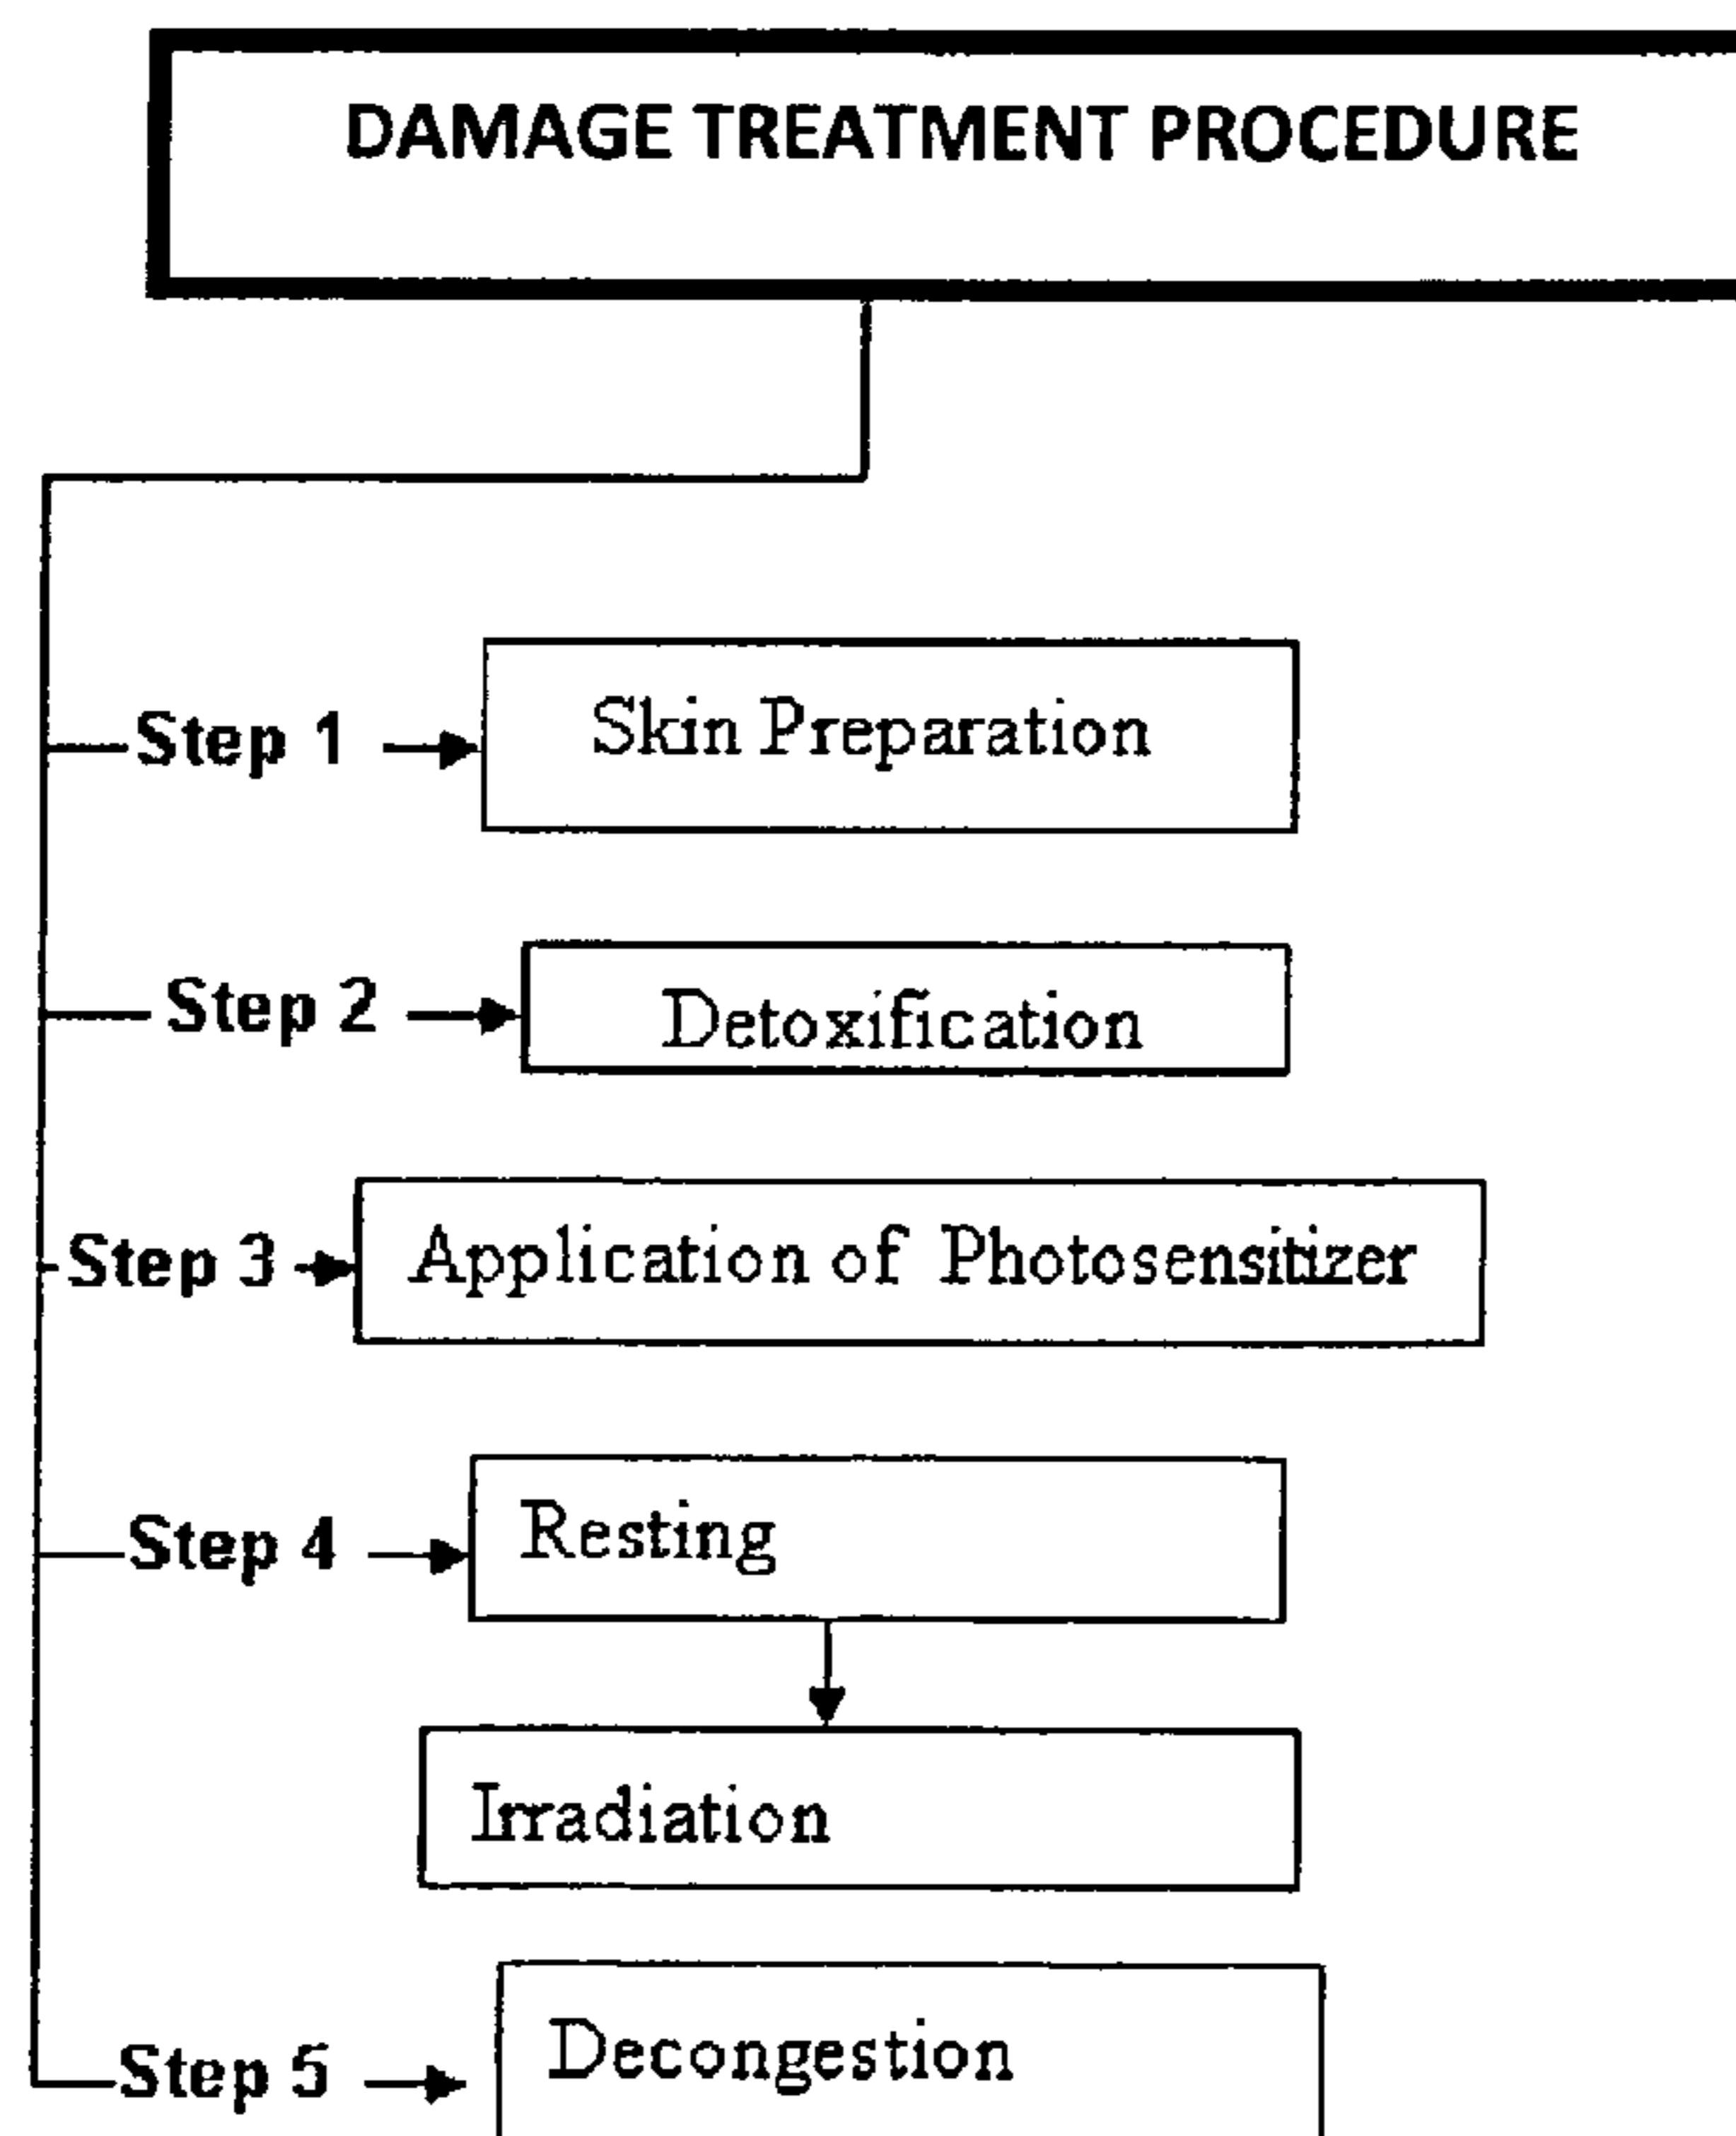 DAMAGE TREATMENT PROCEDURE
Step 1
Skin Preparation
Step 2
Detoxification
Step 3
Application of Photosensitizer
Step 4
Resting
Irradiation
Step 5
Decongestion